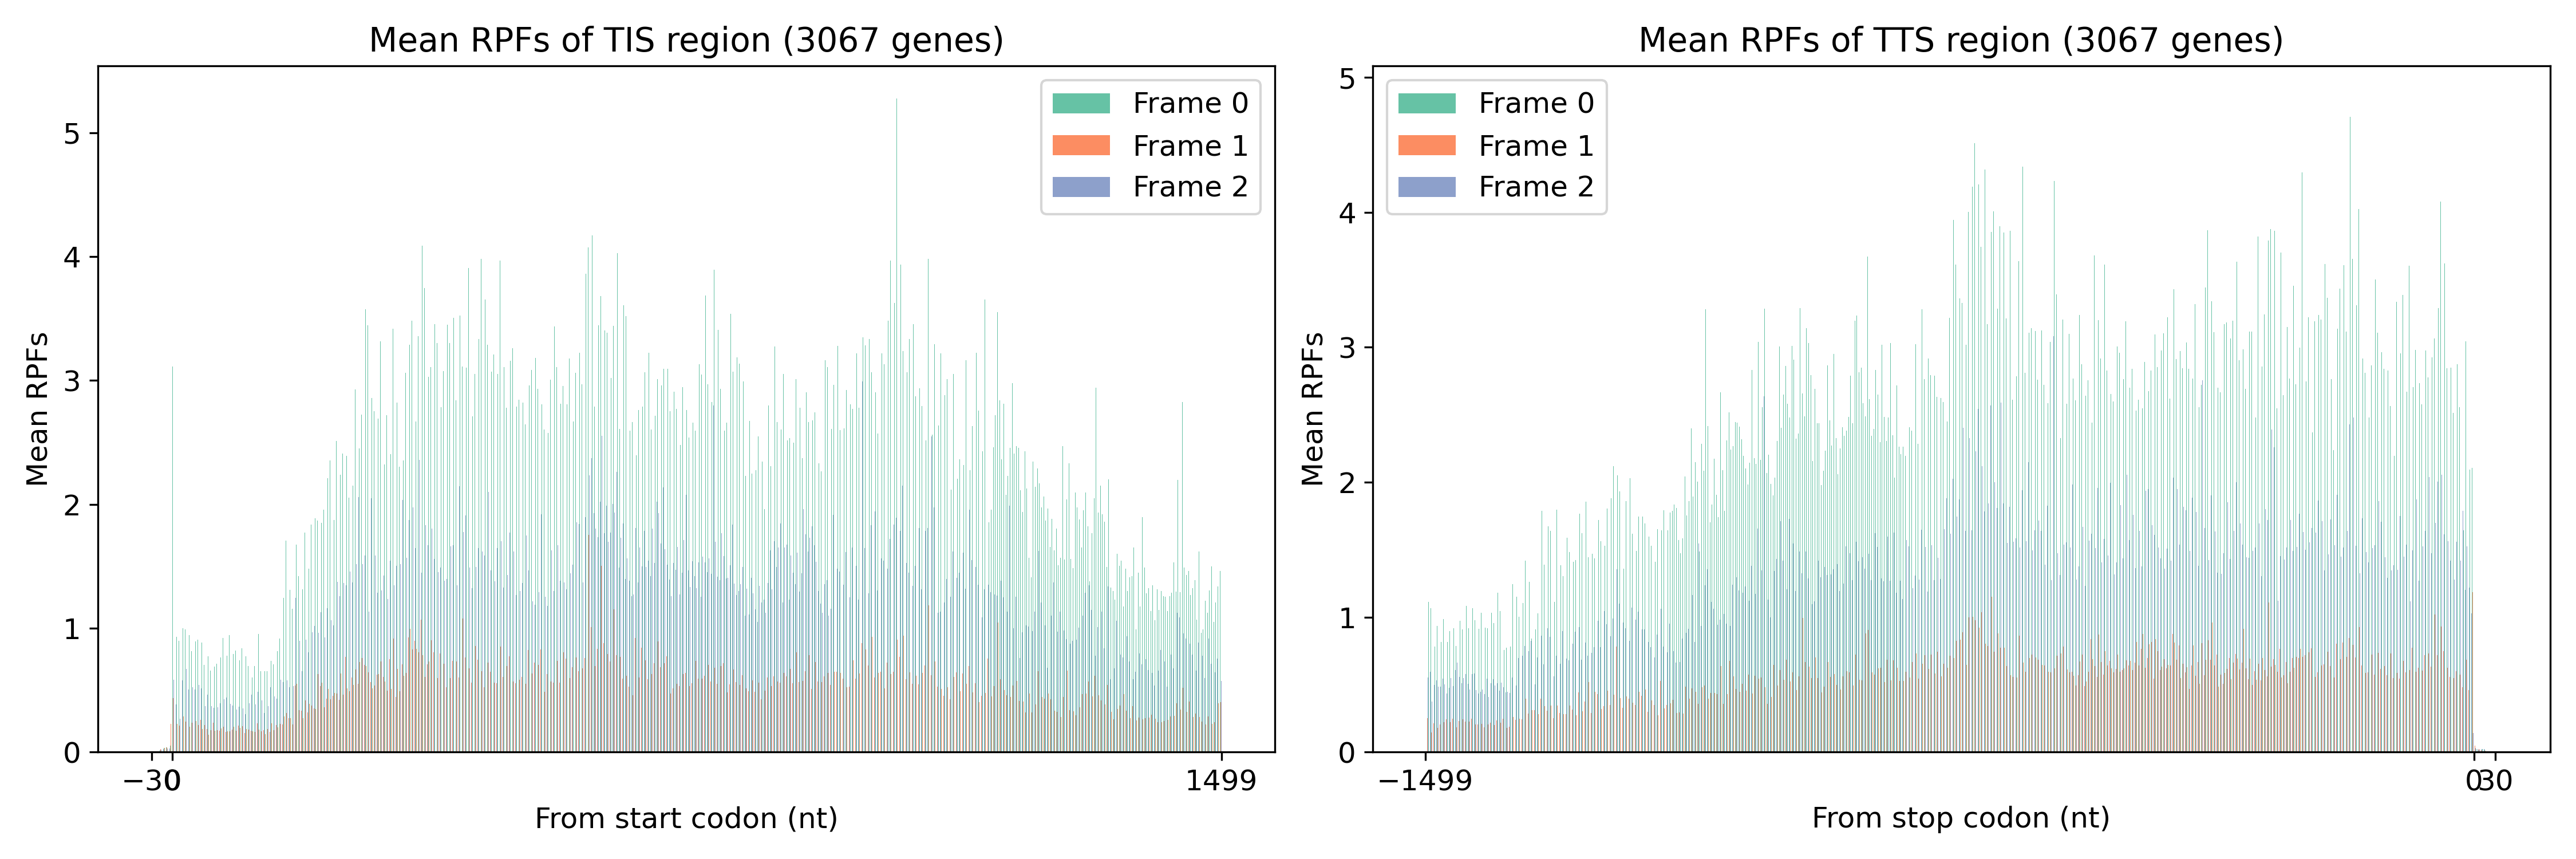 Mean RPFs of TIS region (3067 genes)
Frame 0
Frame 1
Frame 2
Mean RPFs
5
4
3
2
1
0
−30
0
1499
From start codon (nt)
Mean RPFs of TTS region (3067 genes)
Frame 0
Frame 1
Frame 2
Mean RPFs
5
4
3
2
1
0
−1499
0
30
From stop codon (nt)